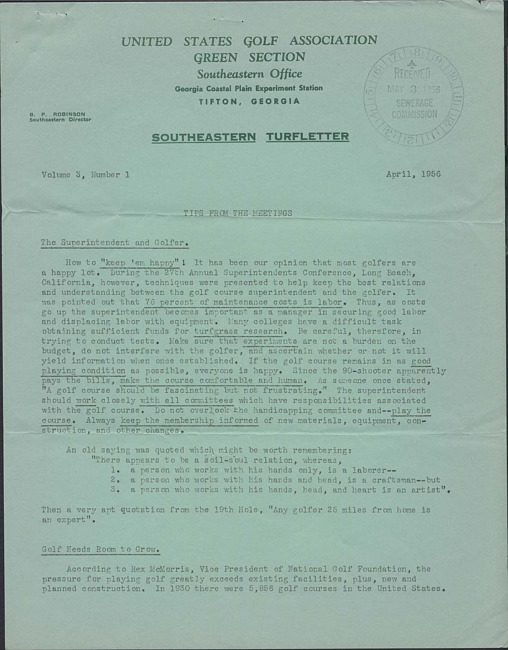 UNITED STATES GOLF ASSOCIATION
GREEN SECTION
Southeastern Office
Georgia Coastal Plain Experiment Station
TIFTON, GEORGIA
RECEIVED
MAY 3 1956
SEWERAGE
COMMISSION
B. P. ROBINSON
Southeastern Director
SOUTHEASTERN TURFLETTER
Volume 3, Number 1
April, 1956
TIPS FROM THE MEETINGS
The Superintendent and Golfer.
How to "keep 'em happy"! It has been our opinion that most golfers are
a happy lot. During the 27th Annual Superintendents Conference, Long Beach,
California, however, techniques were presented to help keep the best relations
and understanding between the golf course superintendent and the golfer. It
was pointed out that 76 percent of maintenance costs is labor. Thus, as costs
go up the superintendent becomes important as a manager in securing good labor
and displacing labor with equipment. Many colleges have a difficult task
obtaining sufficient funds for turfgrass research. Be careful, therefore, in
trying to conduct tests. Make sure that experiments are not a burden on the
budget, do not interfere with the golfer, and ascertain whether or not it will
yield information when once established. If the golf course remains in as good
playing condition as possible, everyone is happy. Since the 90-shooter apparently
pays the bills, make the course comfortable and human. As someone once stated,
"A golf course should be fascinating but not frustrating." The superintendent
should work closely with all committees which have responsibilities associated
with the golf course. Do not overlook the handicapping committee and--play the
course. Always keep the membership informed of new materials, equipment, con-
struction, and other changes.
An old saying was quoted which might be worth remembering:
"There appears to be a soil-soul relation, whereas,
1. a person who works with his hands only, is a laborer--
2. a person who works with his hands and head, is a craftsman--but
3. a person who works with his hands, head, and heart is an artist".
Then a very apt quotation from the 19th Hole, "Any golfer 25 miles from home is
an expert".
Golf Needs Room to Grow.
According to Rex McMorris, Vice President of National Golf Foundation, the
pressure for playing golf greatly exceeds existing facilities, plus, new and
planned construction. In 1930 there were 5,856 golf courses in the United States.